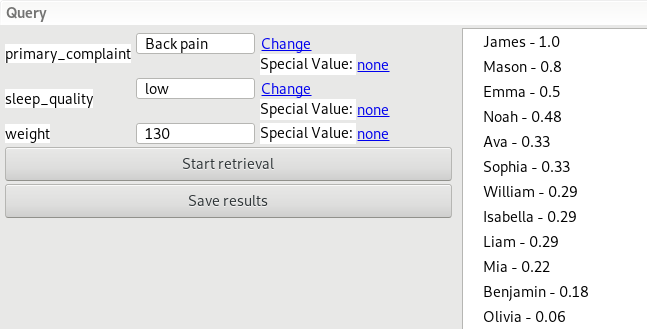 Query
primary_complaint Back pain Change
Special Value: none
sleep_quality low Change
Special Value: none
weight 130 Special Value: none
Start retrieval
Save results
James - 1.0
Mason - 0.8
Emma - 0.5
Noah - 0.48
Ava - 0.33
Sophia - 0.33
William - 0.29
Isabella - 0.29
Liam - 0.29
Mia - 0.22
Benjamin - 0.18
Olivia - 0.06